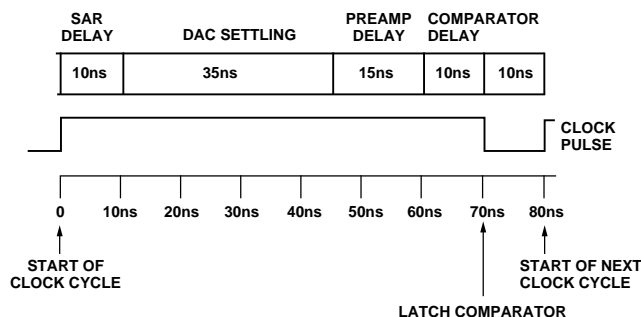 SAR
DELAY
DAC SETTLING
PREAMP
DELAY
COMPARATOR
DELAY
10ns
35ns
15ns
10ns
10ns
CLOCK
PULSE
0
10ns
20ns
30ns
40ns
50ns
60ns
70ns
80ns
START OF
CLOCK CYCLE
START OF NEXT
CLOCK CYCLE
LATCH COMPARATOR